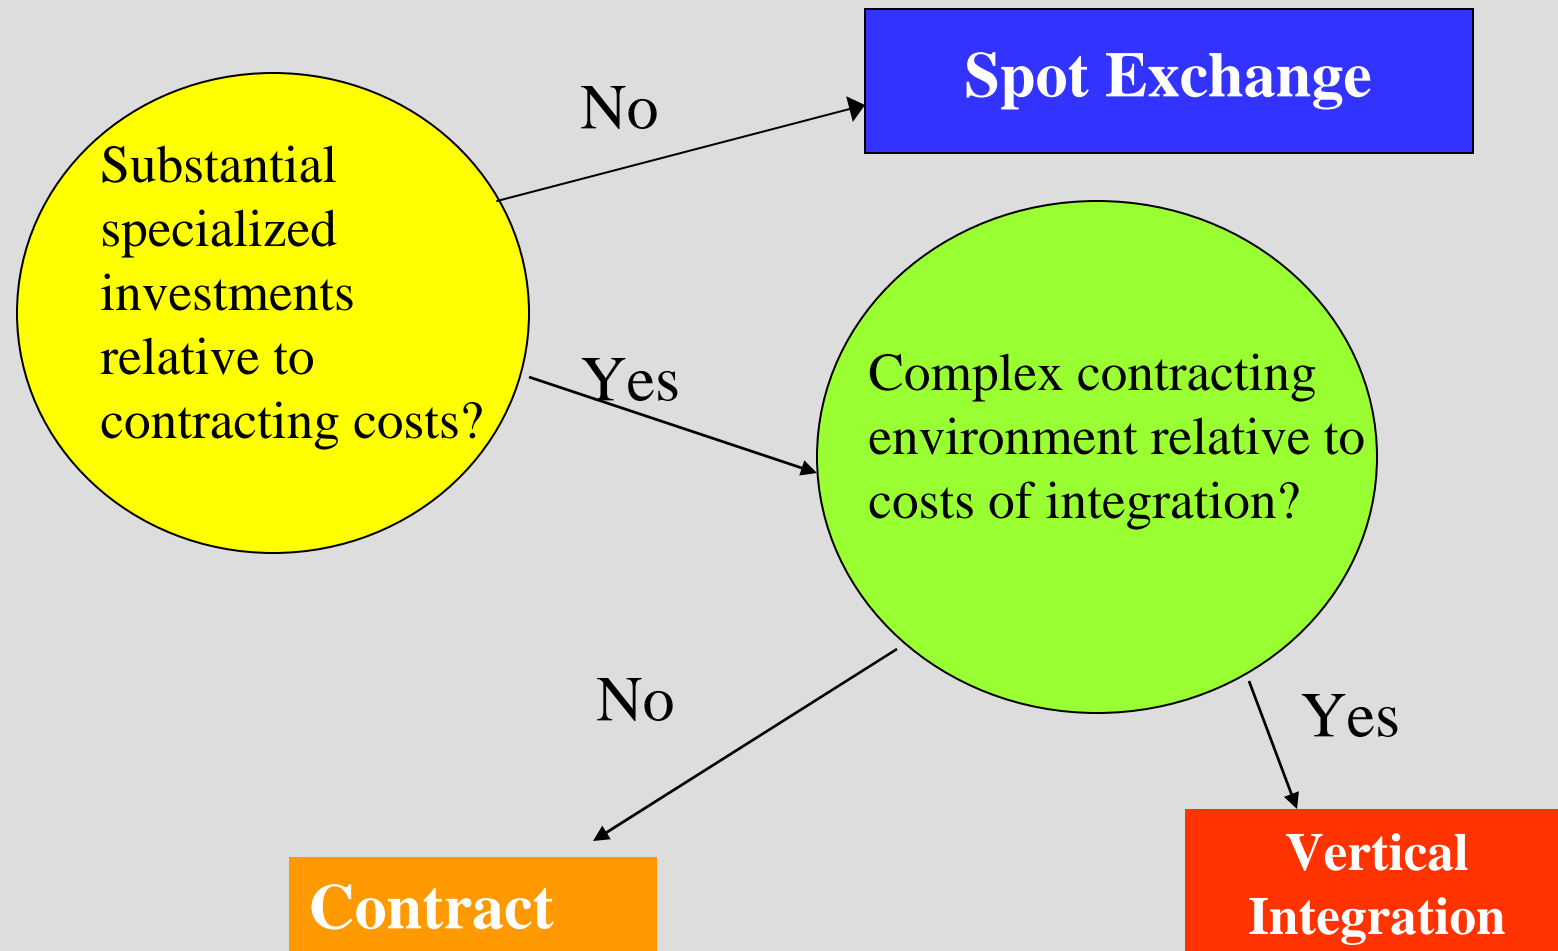 Spot Exchange
No
Substantial
specialized
investments
relative to
contracting costs?
Yes
Complex contracting
environment relative to
costs of integration?
No
Yes
Contract
Vertical
Integration